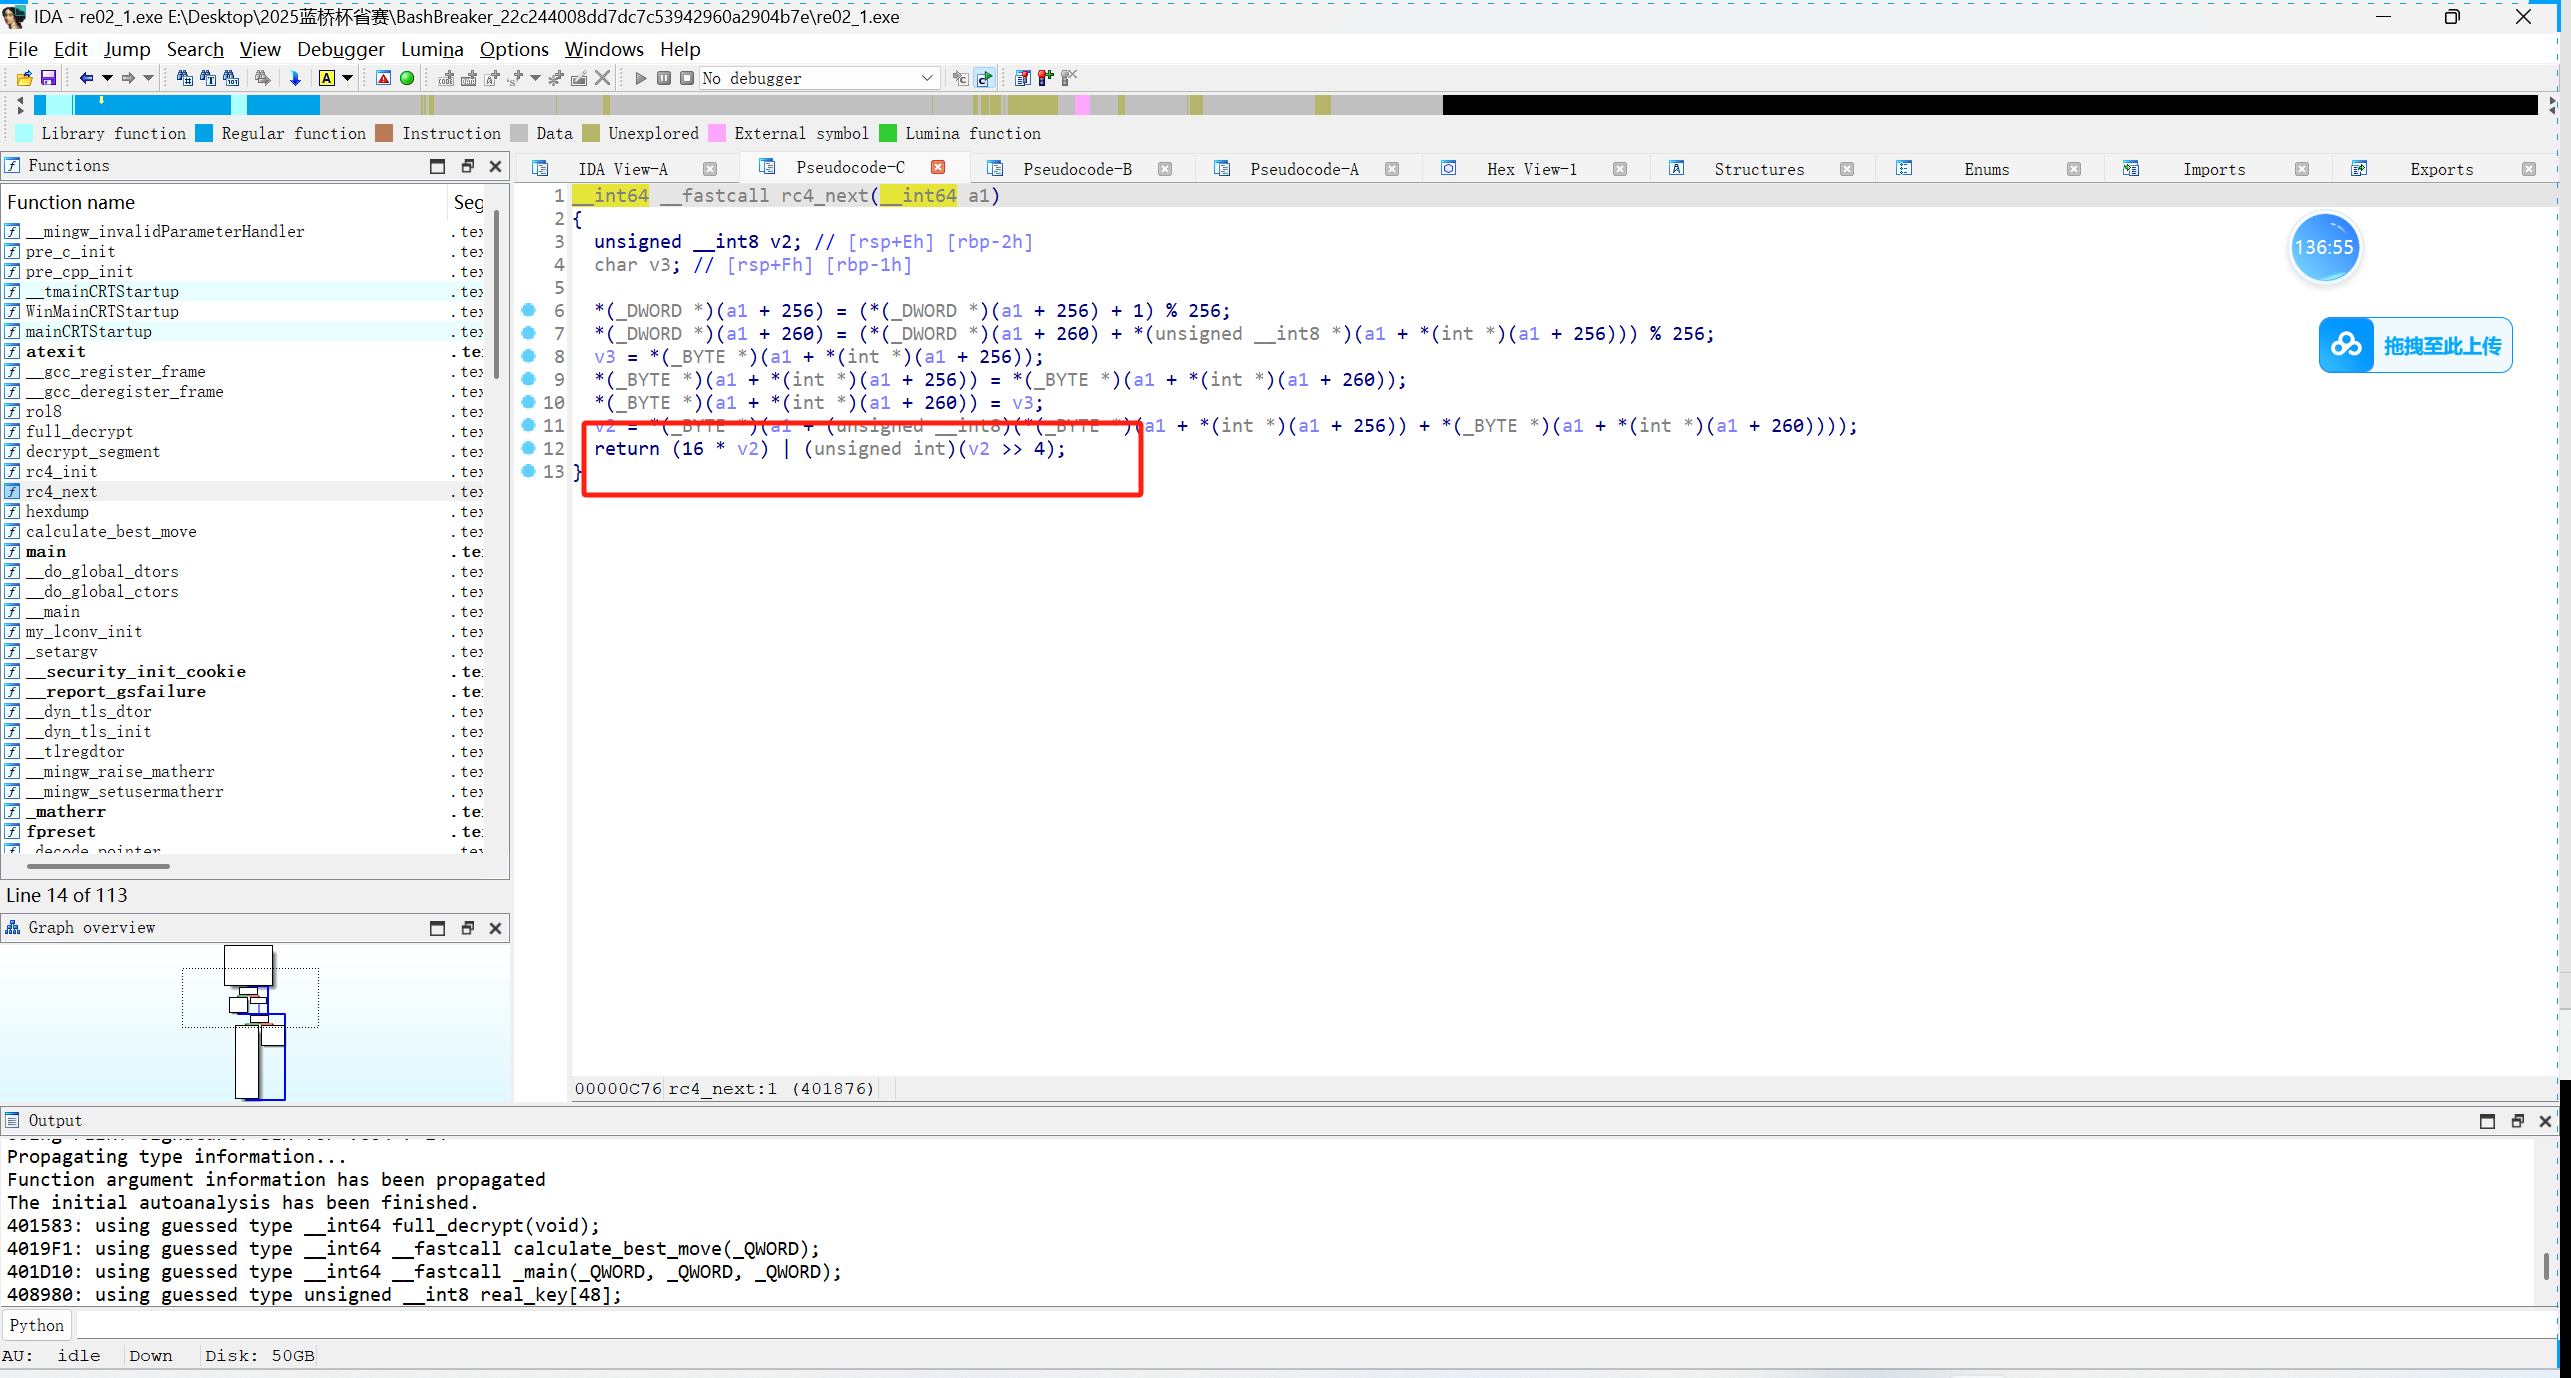 IDA - re02_1.exe E:\Desktop\2025蓝桥杯省赛\BashBreaker_22c244008dd7dc7c53942960a2904b7e\re02_1.exe
File Edit Jump Search View Debugger Lumina Options Windows Help
No debugger
Library function Regular function Instruction Data Unexplored External symbol Lumina function
Functions
IDA View-A Pseudocode-C Pseudocode-B Pseudocode-A Hex View-1 Structures Enums Imports Exports
Function name Seg
__mingw_invalidParameterHandler .tex
pre_c_init .tex
pre_cpp_init .tex
__tmainCRTStartup .tex
WinMainCRTStartup .tex
mainCRTStartup .tex
atexit .te
__gcc_register_frame .tex
__gcc_deregister_frame .tex
rol8 .tex
full_decrypt .tex
decrypt_segment .tex
rc4_init .tex
rc4_next .tex
hexdump .tex
calculate_best_move .tex
main .te
__do_global_dtors .tex
__do_global_ctors .tex
__main .tex
my_lconv_init .tex
_setargv .tex
__security_init_cookie .te
__report_gsfailure .te
__dyn_tls_dtor .tex
__dyn_tls_init .tex
__tlregdtor .tex
__mingw_raise_matherr .tex
__mingw_setusermatherr .tex
_matherr .te
fpreset .te
_decode_pointer .tex
Line 14 of 113
Graph overview
1 __int64 __fastcall rc4_next(__int64 a1)
2 {
3 unsigned __int8 v2; // [rsp+Eh] [rbp-2h]
4 char v3; // [rsp+Fh] [rbp-1h]
5
6 *(_DWORD *)(a1 + 256) = (*(_DWORD *)(a1 + 256) + 1) % 256;
7 *(_DWORD *)(a1 + 260) = (*(_DWORD *)(a1 + 260) + *(unsigned __int8 *)(a1 + *(int *)(a1 + 256))) % 256;
8 v3 = *(_BYTE *)(a1 + *(int *)(a1 + 256));
9 *(_BYTE *)(a1 + *(int *)(a1 + 256)) = *(_BYTE *)(a1 + *(int *)(a1 + 260));
10 *(_BYTE *)(a1 + *(int *)(a1 + 260)) = v3;
11 v2 = *(_BYTE *)(a1 + (unsigned __int8)(*(_BYTE *)(a1 + *(int *)(a1 + 256)) + *(_BYTE *)(a1 + *(int *)(a1 + 260))));
12 return (16 * v2) | (unsigned int)(v2 >> 4);
13 }
136:55
拖拽至此上传
00000C76 rc4_next:1 (401876)
Output
Propagating type information...
Function argument information has been propagated
The initial autoanalysis has been finished.
401583: using guessed type __int64 full_decrypt(void);
4019F1: using guessed type __int64 __fastcall calculate_best_move(_QWORD);
401D10: using guessed type __int64 __fastcall _main(_QWORD, _QWORD, _QWORD);
408980: using guessed type unsigned __int8 real_key[48];
Python
AU: idle Down Disk: 50GB